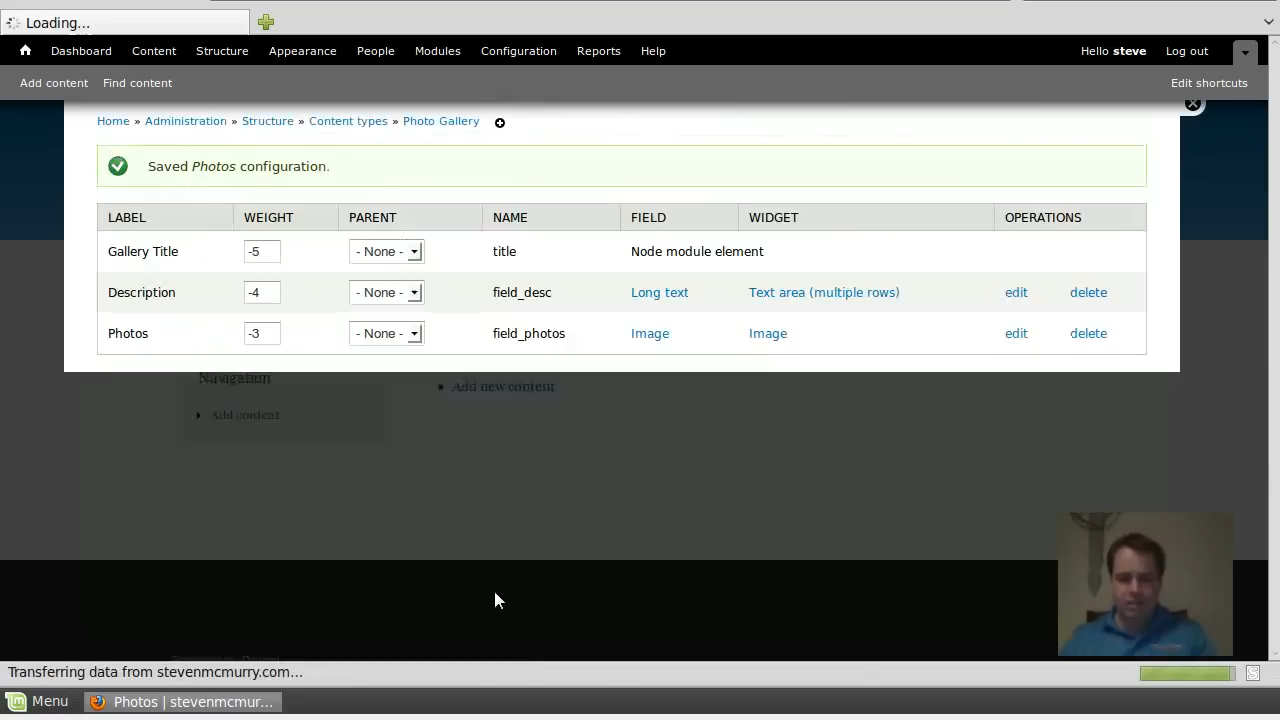 Loading...
Dashboard Content Structure Appearance People Modules Configuration Reports Help Hello steve Log out
Add content Find content Edit shortcuts
Home » Administration » Structure » Content types » Photo Gallery
Saved Photos configuration.
LABEL WEIGHT PARENT NAME FIELD WIDGET OPERATIONS
Gallery Title -5 - None - title Node module element
Description -4 - None - field_desc Long text Text area (multiple rows) edit delete
Photos -3 - None - field_photos Image Image edit delete
Navigation
Add new content
Add content
Transferring data from stevenmcmurry.com...
Menu Photos | stevenmcmur...